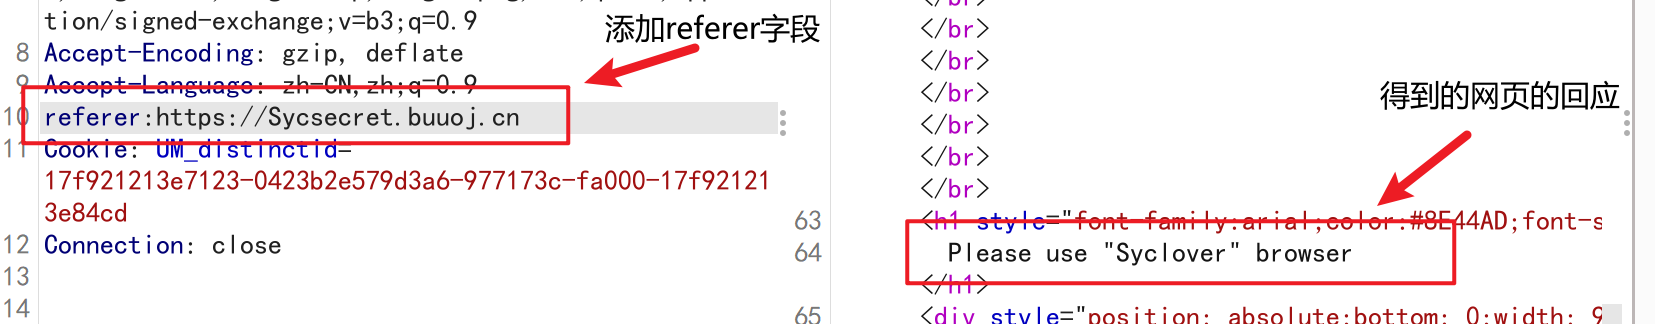 tion/signed-exchange;v=b3;q=0.9
添加referer字段
8 Accept-Encoding: gzip, deflate
9 Accept-Language: zh-CN,zh;q=0.9
10 referer:https://Sycsecret.buuoj.cn
11 Cookie: UM_distinctid=
17f921213e7123-0423b2e579d3a6-977173c-fa000-17f92121
3e84cd
12 Connection: close
13
14
</br>
</br>
</br>
</br>
得到的网页的回应
</br>
</br>
</br>
63 <h1 style="font-family:arial;color:#8E44AD;font-s
64 Please use "Syclover" browser
</h1>
65 <div style="position: absolute;bottom: 0;width: 9